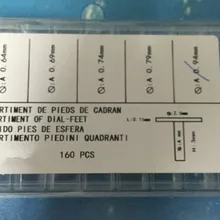 ⦸:A 0.64mm
⦸:A 0.69mm
⦸:A 0.74mm
⦸:A 0.79mm
⦸:A 0.94mm
RTIMENT DE PIEDS DE CADRAN
RTIMENT OF DIAL-FEET
IDO PIES DE ESFERA
RTIMENTO PIEDINI QUADRANTI
160 PCS
⦸:A mm